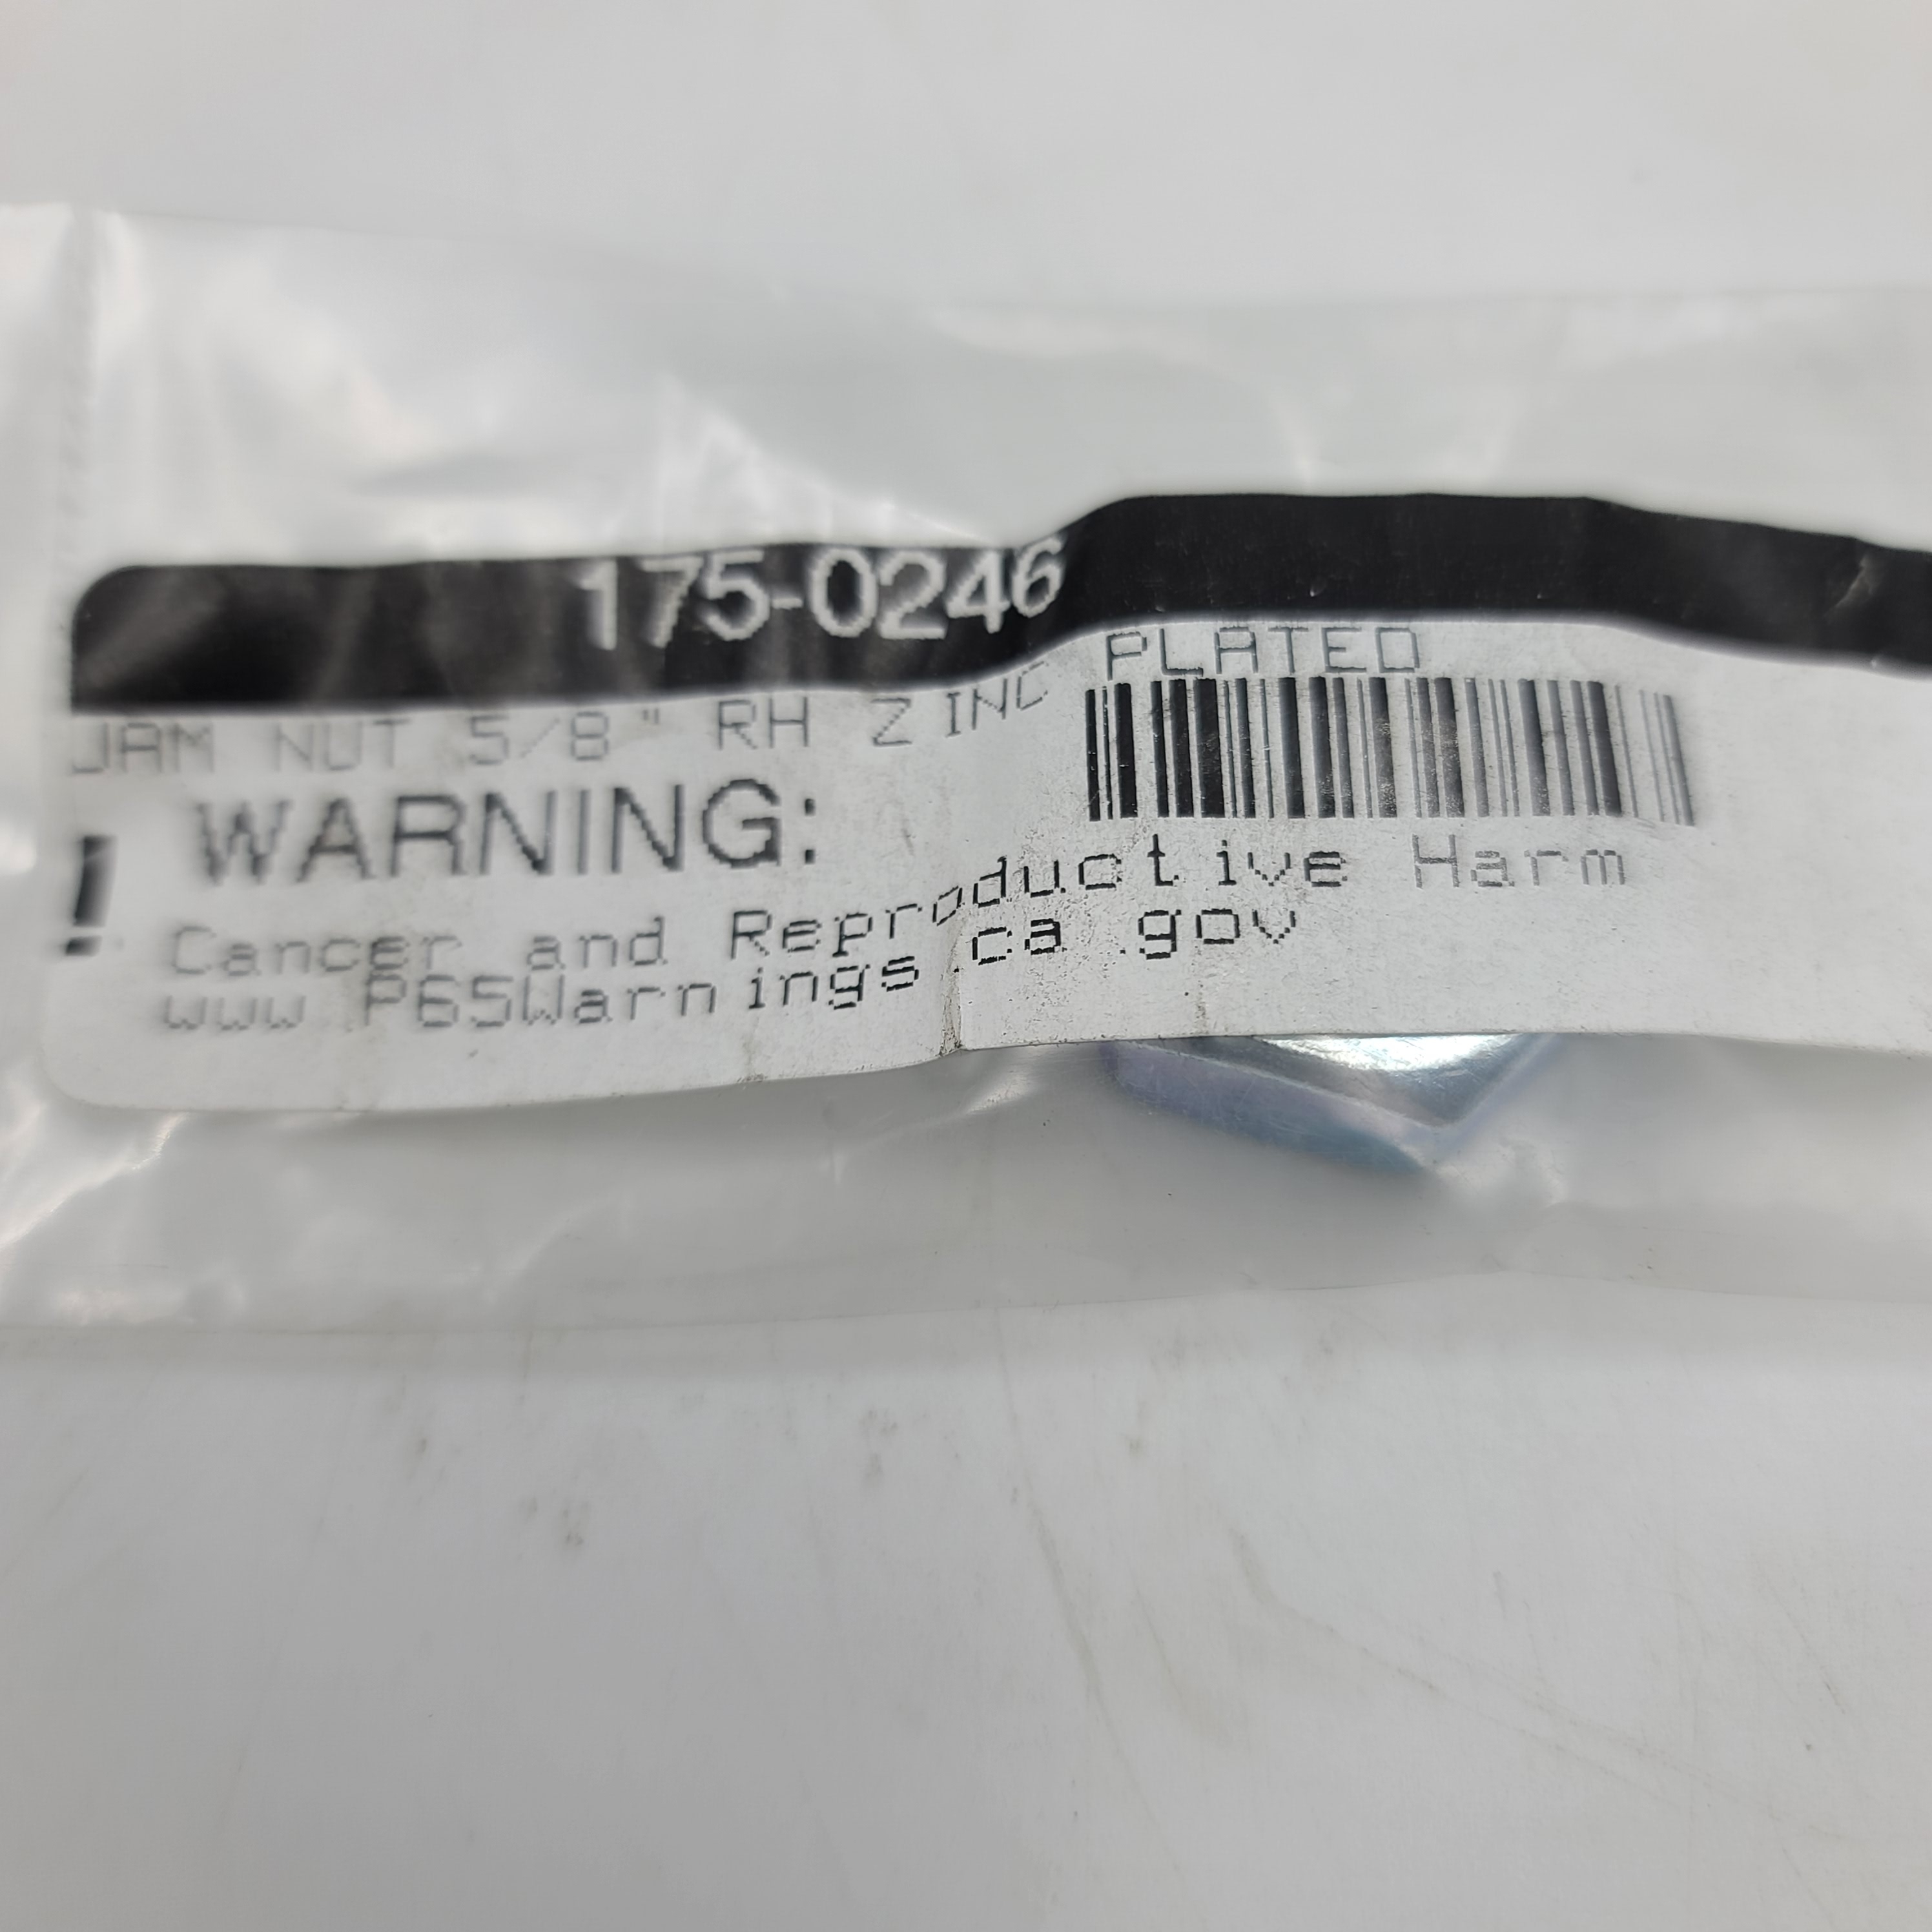 175-0246
JAM NUT 5/8" RH ZINC PLATED
! WARNING:
Cancer and Reproductive Harm
www.P65Warnings.ca.gov